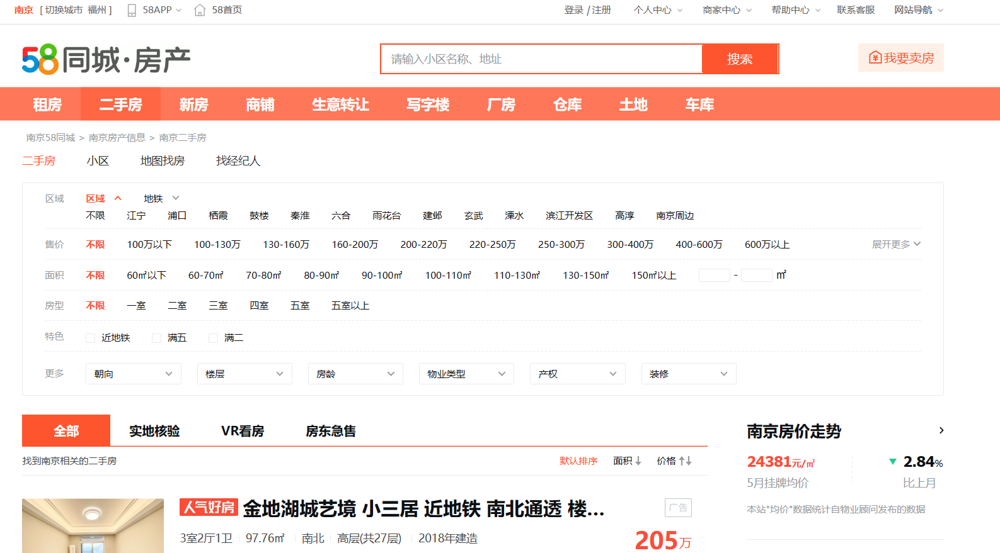 南京 [ 切换城市 福州 ] 58APP 58首页 登录 / 注册 个人中心 商家中心 帮助中心 联系客服 网站导航
58同城·房产 请输入小区名称、地址 搜索 我要卖房
租房 二手房 新房 商铺 生意转让 写字楼 厂房 仓库 土地 车库
南京58同城 > 南京房产信息 > 南京二手房
二手房 小区 地图找房 找经纪人
区域 区域 地铁
不限 江宁 浦口 栖霞 鼓楼 秦淮 六合 雨花台 建邺 玄武 溧水 滨江开发区 高淳 南京周边
售价 不限 100万以下 100-130万 130-160万 160-200万 200-220万 220-250万 250-300万 300-400万 400-600万 600万以上 展开更多
面积 不限 60㎡以下 60-70㎡ 70-80㎡ 80-90㎡ 90-100㎡ 100-110㎡ 110-130㎡ 130-150㎡ 150㎡以上 - ㎡
房型 不限 一室 二室 三室 四室 五室 五室以上
特色 近地铁 满五 满二
更多 朝向 楼层 房龄 物业类型 产权 装修
全部 实地核验 VR看房 房东急售
找到南京相关的二手房 默认排序 面积↓ 价格↑↓
人气好房 金地湖城艺境 小三居 近地铁 南北通透 楼... 广告
3室2厅1卫 97.76㎡ 南北 高层(共27层) 2018年建造
205万
南京房价走势
24381元/㎡ 2.84%
5月挂牌均价 比上月
本站"均价"数据统计自物业顾问发布的数据